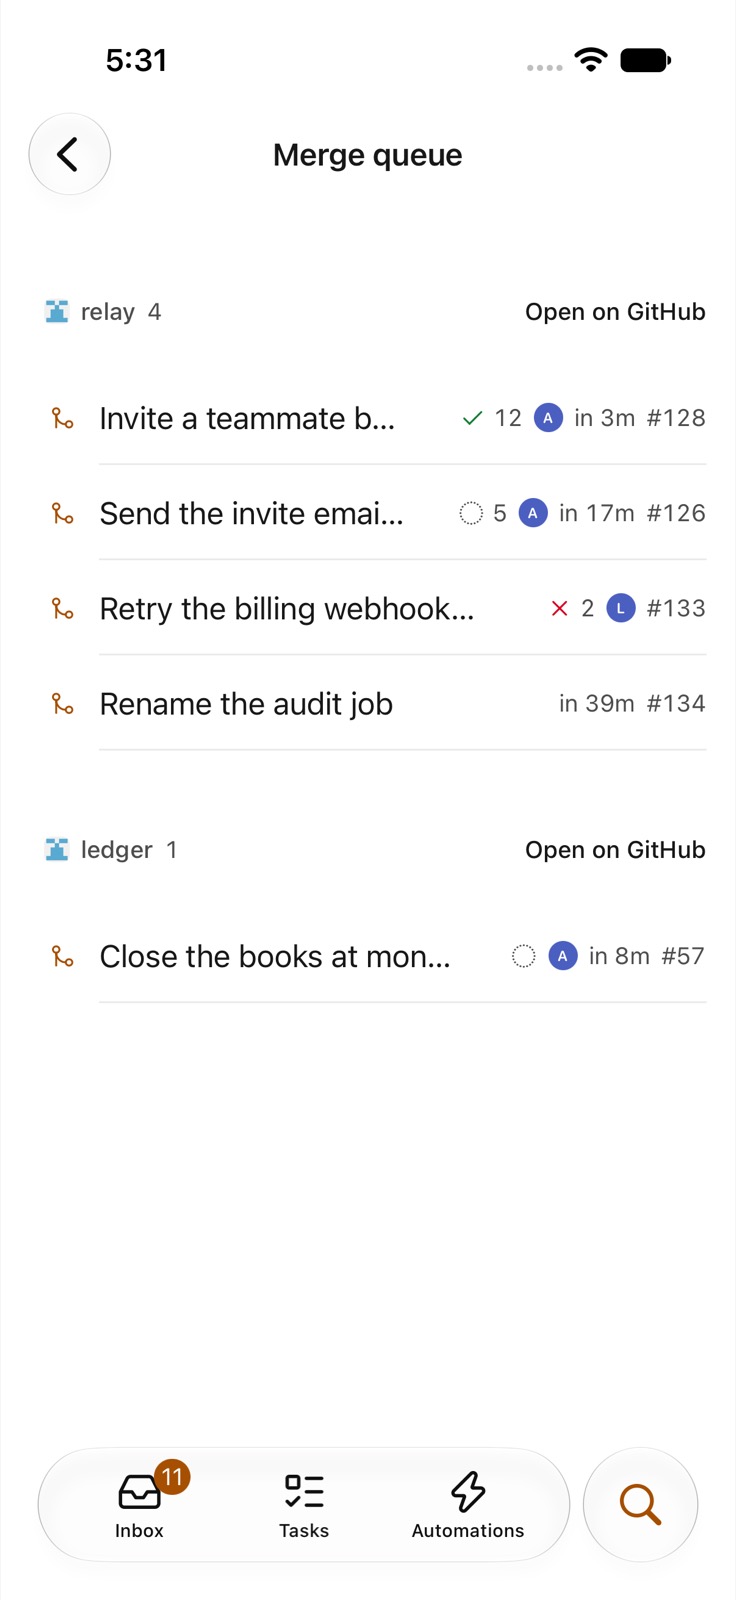 5:31
Merge queue
relay 4 Open on GitHub
Invite a teammate b... 12 A in 3m #128
Send the invite emai... 5 A in 17m #126
Retry the billing webhook... 2 L #133
Rename the audit job in 39m #134
ledger 1 Open on GitHub
Close the books at mon... A in 8m #57
11
Inbox Tasks Automations